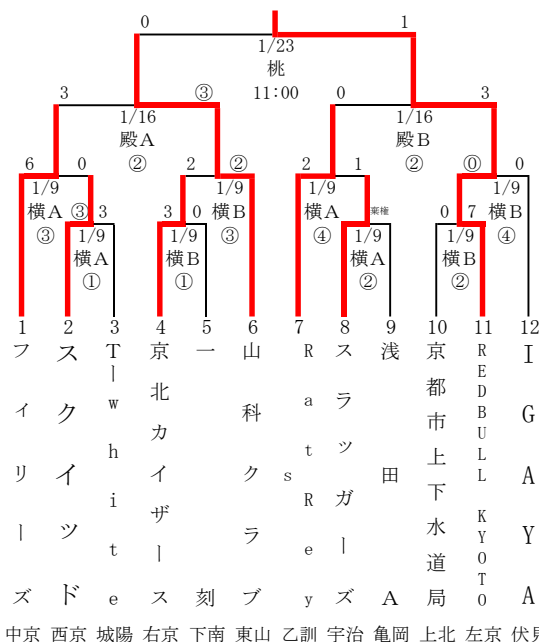 0 1
1/23
桃
11:00
3 ③ 0 3
1/16 1/16
殿A 殿B
② ②
6 0 2 ② 2 1 ⓪ 0
1/9 1/9 1/9 1/9
横A 横B 横A 横B
③ ③ ④ ④
③ 3 3 0 棄権 0 7
1/9 1/9 1/9 1/9
横A 横B 横A 横B
① ① ② ②
1 2 3 4 5 6 7 8 9 10 11 12
フィリーズ
スクイッド
Tーwhite
京北カイザース
一刻
山科クラブ
RatsRey
スラッガーズ
浅田A
京都市上下水道局
REDBULL KYOTO
IGAYA
中京 西京 城陽 右京 下南 東山 乙訓 宇治 亀岡 上北 左京 伏見